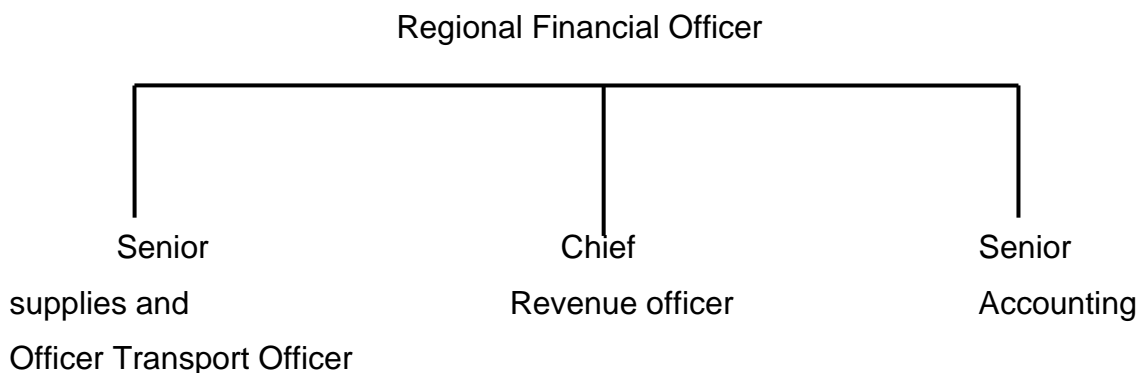 Regional Financial Officer
Senior Chief Senior
supplies and Revenue officer Accounting
Officer Transport Officer